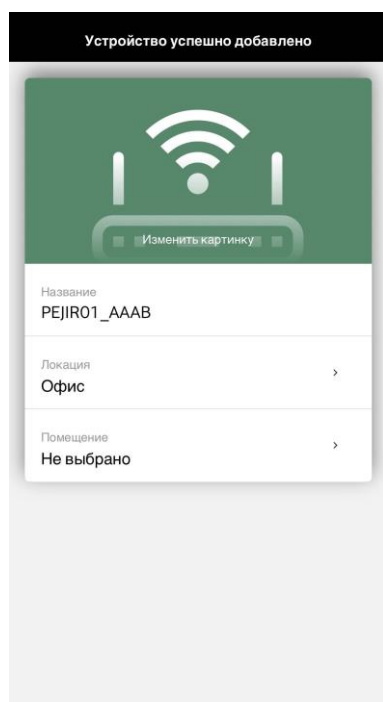 Устройство успешно добавлено
Изменить картинку
Название
PEJIR01_AAAB
Локация
Офис
Помещение
Не выбрано